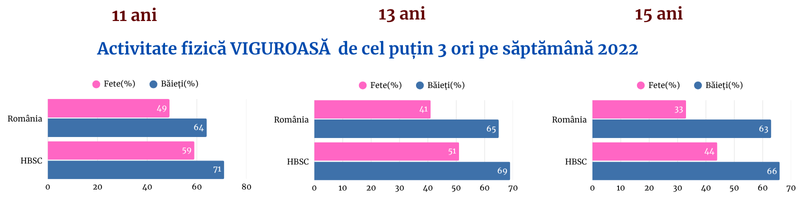 11 ani
13 ani
15 ani
Activitate fizică VIGUROASĂ de cel puțin 3 ori pe săptămână 2022
Fete(%) Băieți(%)
România 49
64
HBSC 59
71
0 20 40 60 80
Fete(%) Băieți(%)
România 41
65
HBSC 51
69
0 10 20 30 40 50 60 70
Fete(%) Băieți(%)
România 33
63
HBSC 44
66
0 10 20 30 40 50 60 70